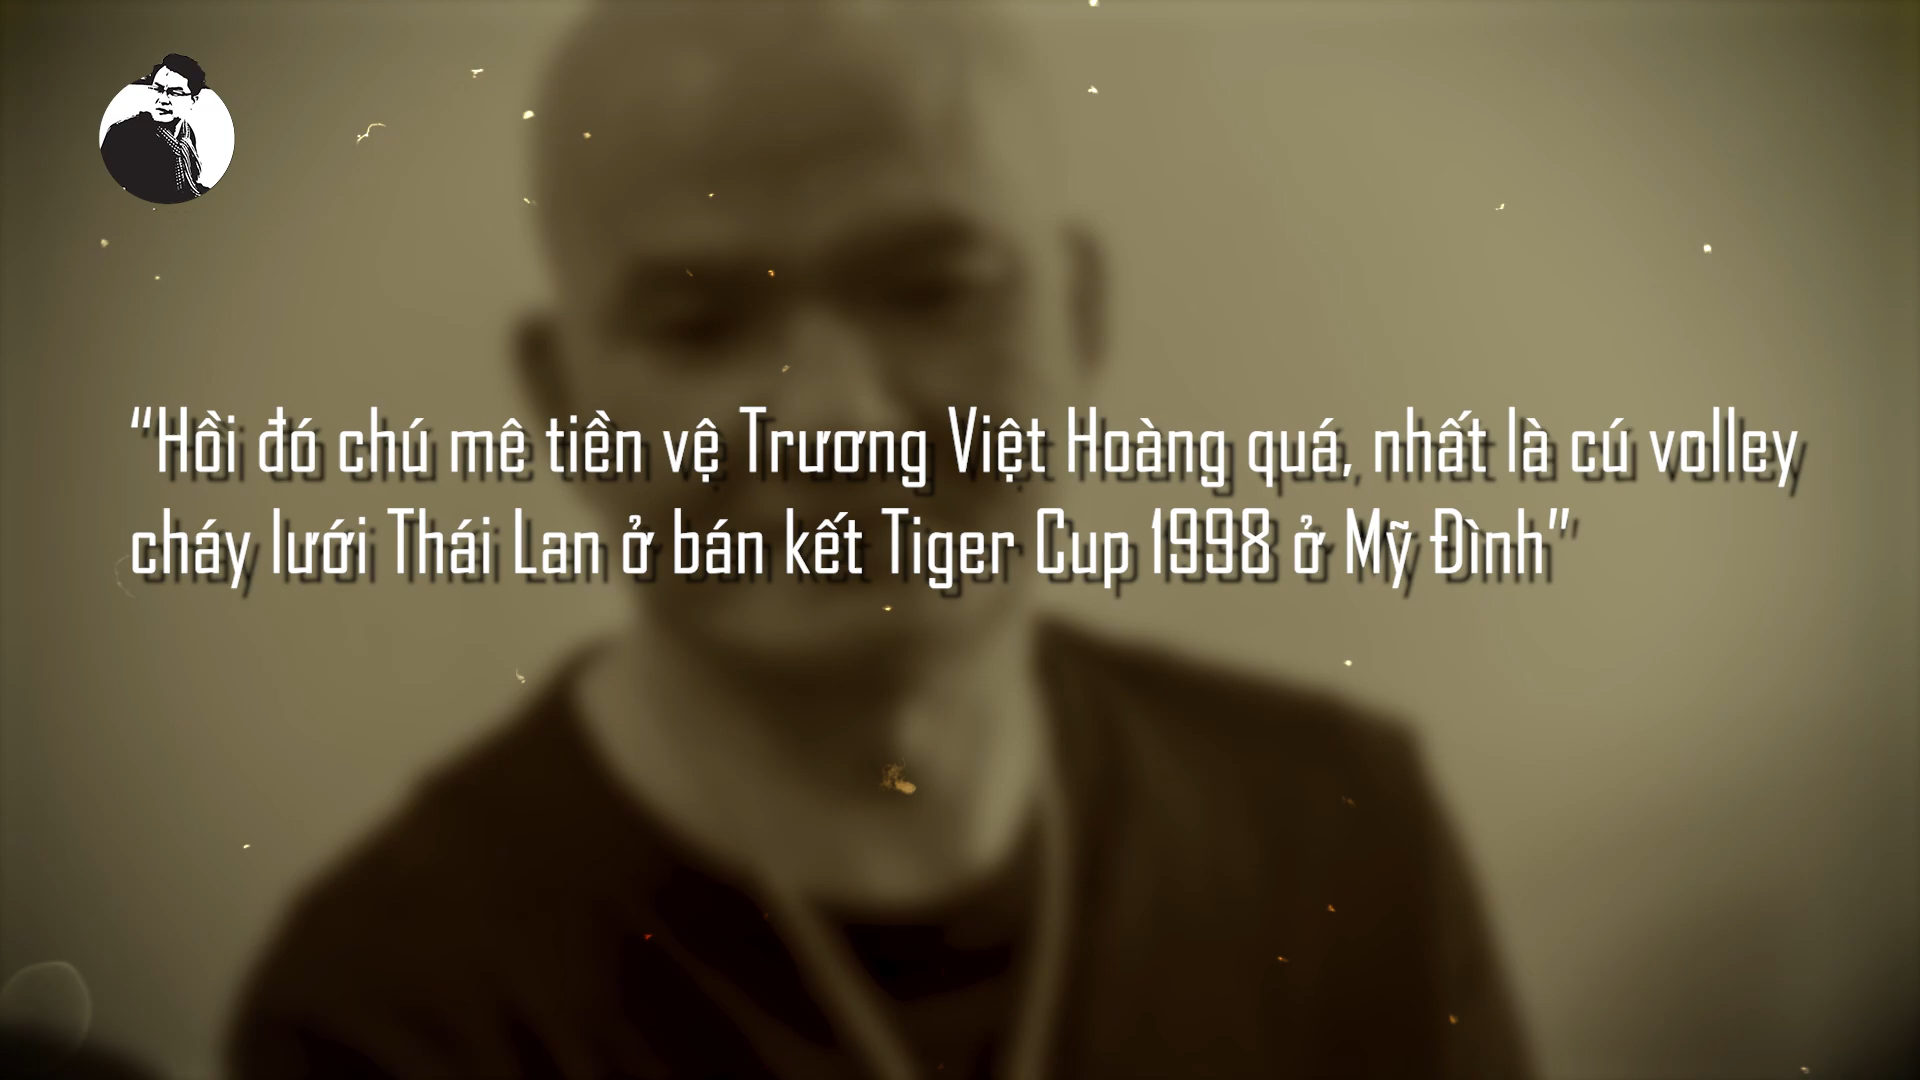 “Hồi đó chú mê tiền vệ Trương Việt Hoàng quá, nhất là cú volley
cháy lưới Thái Lan ở bán kết Tiger Cup 1998 ở Mỹ Đình”